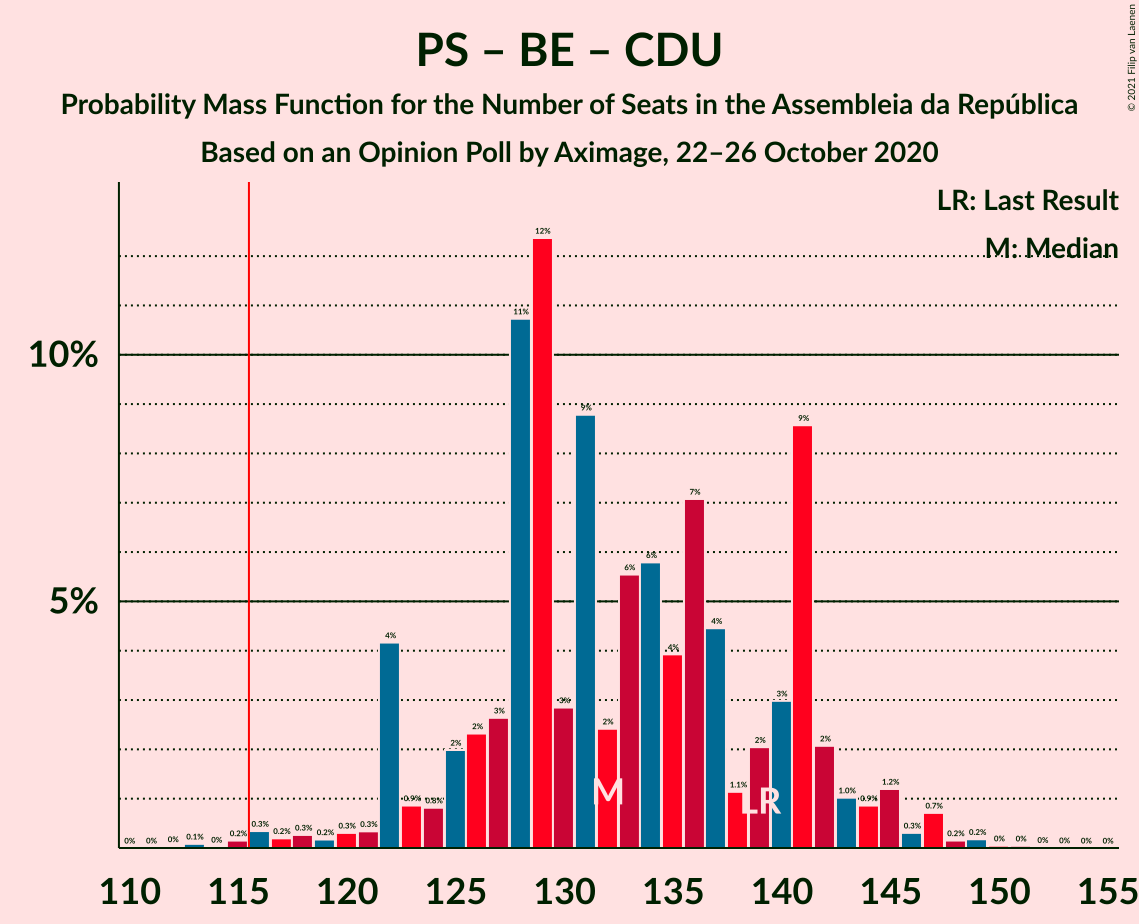 © 2021 Filip van Laenen
PS – BE – CDU
Probability Mass Function for the Number of Seats in the Assembleia da República
Based on an Opinion Poll by Aximage, 22–26 October 2020
LR: Last Result
M: Median
10%
5%
0% 0% 0% 0.1% 0% 0.2% 0.3% 0.2% 0.3% 0.2% 0.3% 0.3% 4% 0.9% 0.8% 2% 2% 3% 11% 12% 3% 9% 2% 6% 6% 4% 7% 4% 1.1% 2% 3% 9% 2% 1.0% 0.9% 1.2% 0.3% 0.7% 0.2% 0.2% 0% 0% 0% 0% 0% 0%
M LR
110 115 120 125 130 135 140 145 150 155